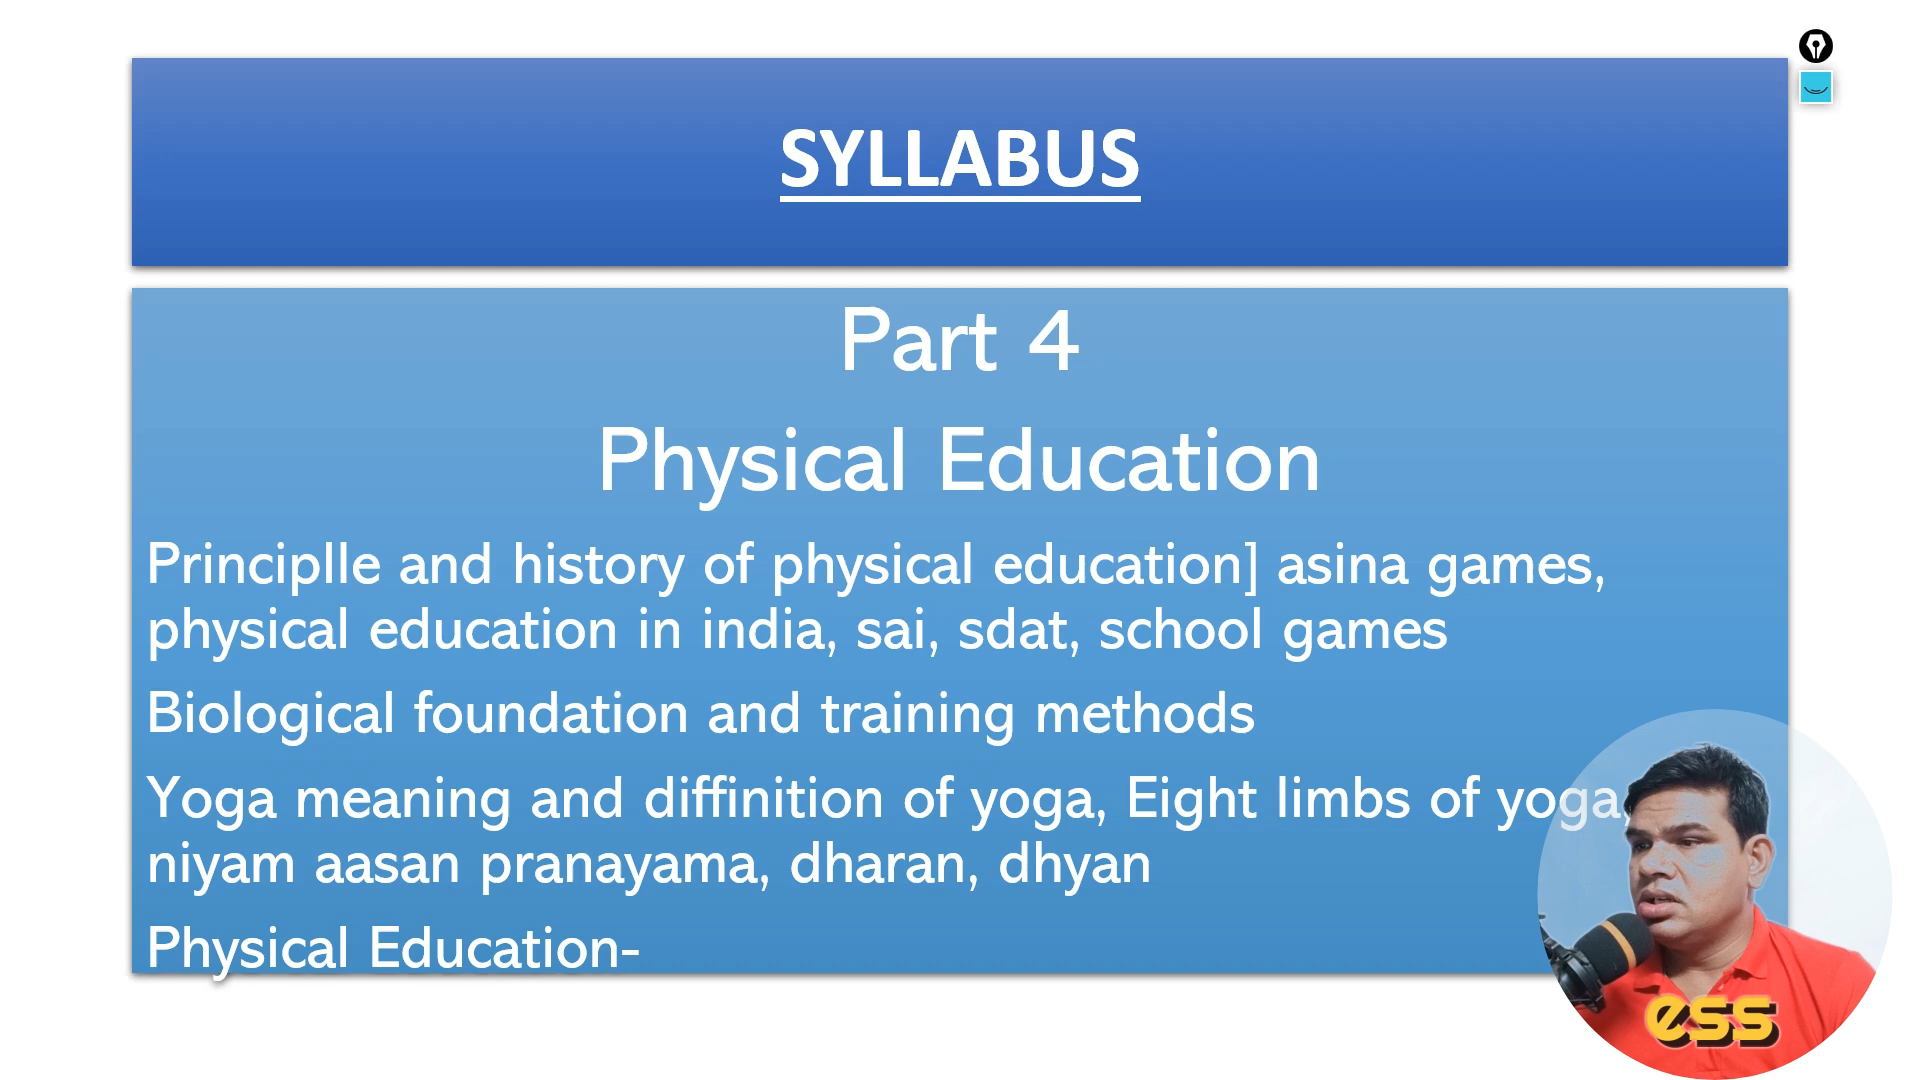 SYLLABUS
Part 4
Physical Education
Principlle and history of physical education] asina games,
physical education in india, sai, sdat, school games
Biological foundation and training methods
Yoga meaning and diffinition of yoga, Eight limbs of yoga,
niyam aasan pranayama, dharan, dhyan
Physical Education-
ess